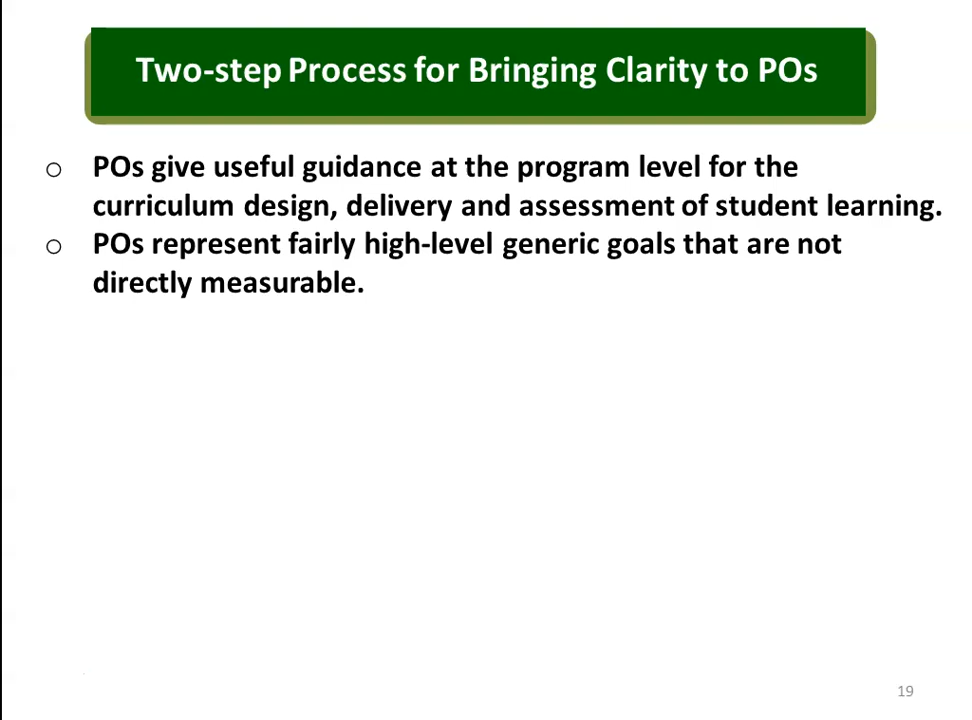 Two-step Process for Bringing Clarity to POs
o POs give useful guidance at the program level for the
curriculum design, delivery and assessment of student learning.
o POs represent fairly high-level generic goals that are not
directly measurable.
19